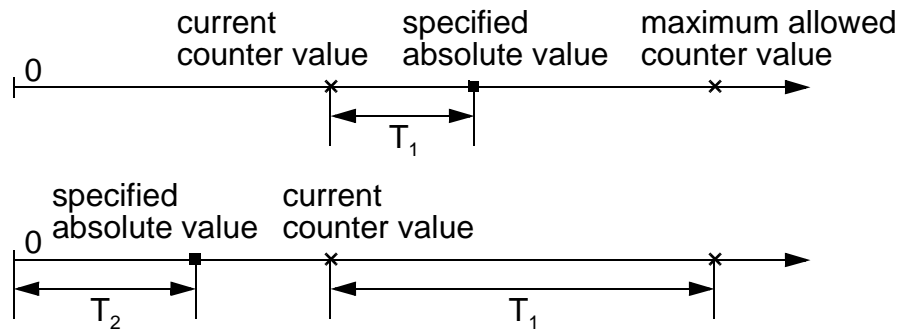 current specified maximum allowed
counter value absolute value counter value
0
T1
specified current
absolute value counter value
0
T2 T1